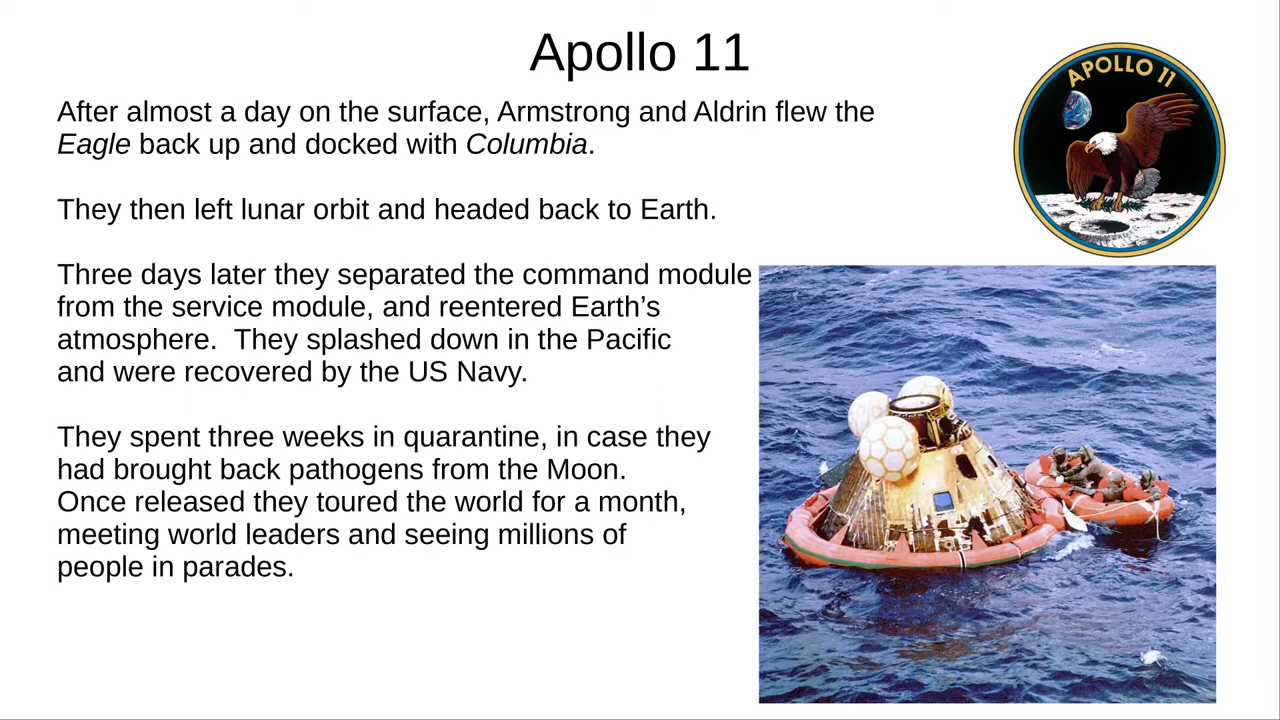 Apollo 11
APOLLO 11
After almost a day on the surface, Armstrong and Aldrin flew the
Eagle back up and docked with Columbia.
They then left lunar orbit and headed back to Earth.
Three days later they separated the command module
from the service module, and reentered Earth’s
atmosphere.  They splashed down in the Pacific
and were recovered by the US Navy.
They spent three weeks in quarantine, in case they
had brought back pathogens from the Moon.
Once released they toured the world for a month,
meeting world leaders and seeing millions of
people in parades.